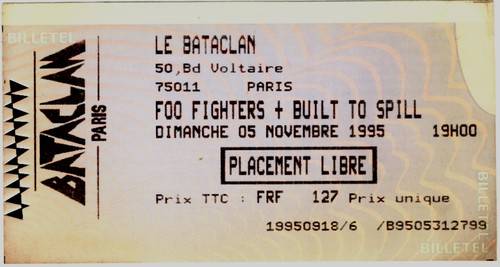 BILLETEL
BATACLAN
PARIS
LE BATACLAN
50,Bd Voltaire
75011 PARIS
FOO FIGHTERS + BUILT TO SPILL
DIMANCHE 05 NOVEMBRE 1995 19H00
PLACEMENT LIBRE
Prix TTC : FRF 127 Prix unique
19950918/6 /B9505312799
BILLETEL
BILLETEL